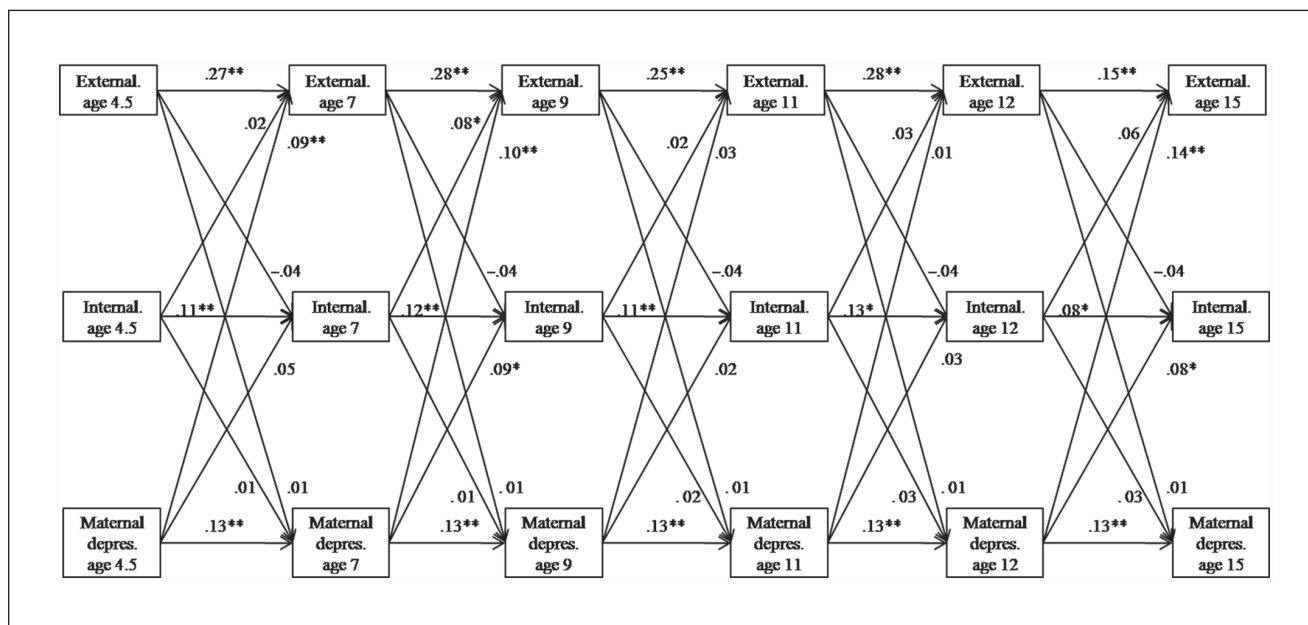 External.
age 4.5
.27**
External.
age 7
.28**
External.
age 9
.25**
External.
age 11
.28**
External.
age 12
.15**
External.
age 15
.02
.09**
.08*
.10**
.02
.03
.03
.01
.06
.14**
Internal.
age 4.5
.11**
–.04
Internal.
age 7
.12**
–.04
Internal.
age 9
.11**
–.04
Internal.
age 11
.13*
–.04
Internal.
age 12
.08*
–.04
Internal.
age 15
.05
.09*
.02
.03
.08*
.01
.01
.01
.01
.02
.01
.03
.01
.03
.01
Maternal
depres.
age 4.5
.13**
Maternal
depres.
age 7
.13**
Maternal
depres.
age 9
.13**
Maternal
depres.
age 11
.13**
Maternal
depres.
age 12
.13**
Maternal
depres.
age 15